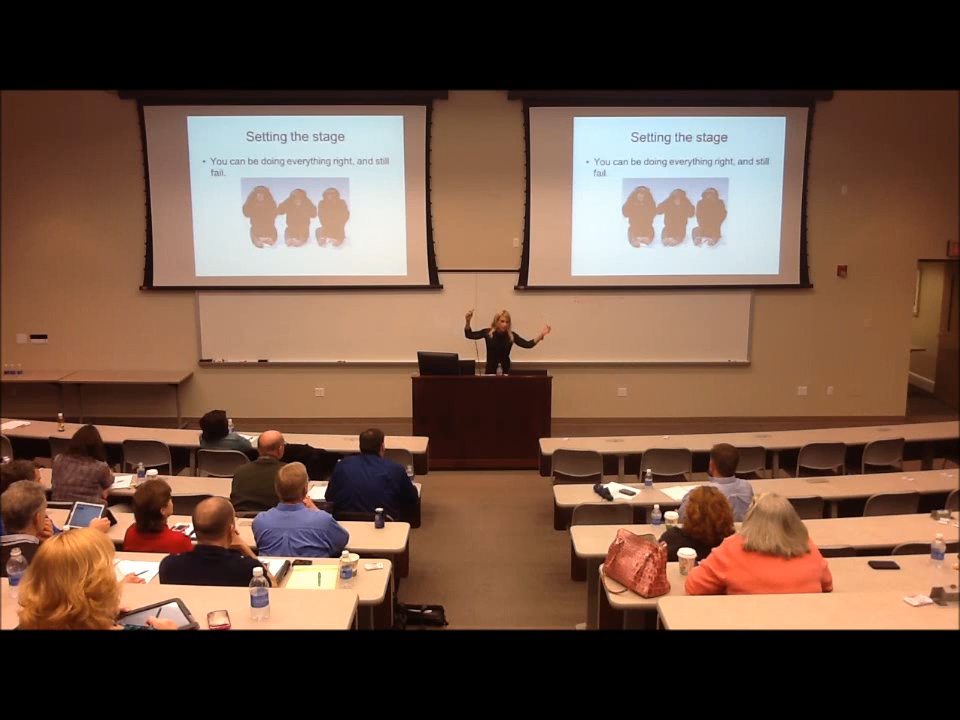 Setting the stage
• You can be doing everything right, and still
fail.
Setting the stage
• You can be doing everything right, and still
fail.